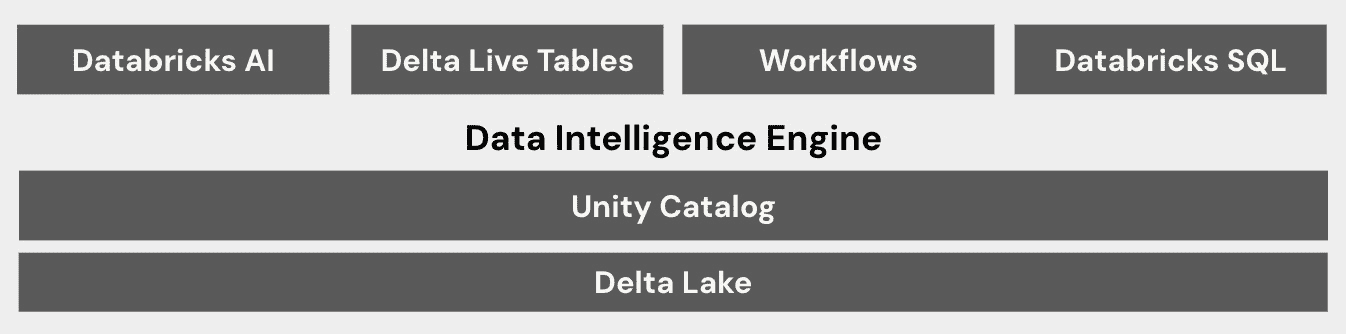 Databricks AI
Delta Live Tables
Workflows
Databricks SQL
Data Intelligence Engine
Unity Catalog
Delta Lake